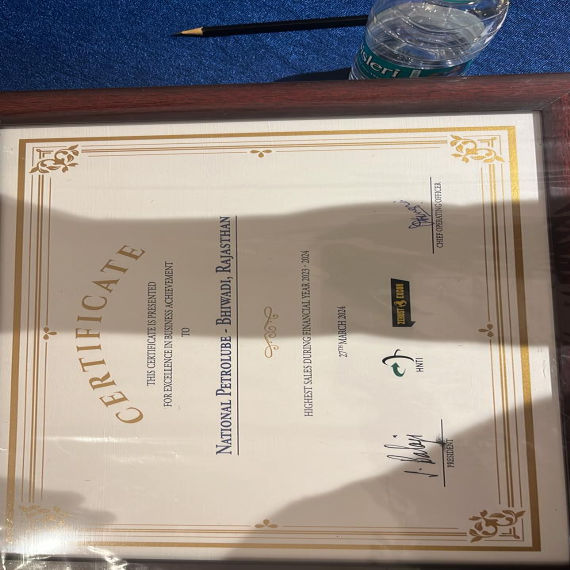 CERTIFICATE
THIS CERTIFICATE IS PRESENTED
FOR EXCELLENCE IN BUSINESS ACHIEVEMENT
TO
NATIONAL PETROLUBE - BHIWADI, RAJASTHAN
HIGHEST SALES DURING FINANCIAL YEAR 2023 - 2024
27TH MARCH 2024
HNTI
PRESIDENT
CHIEF OPERATING OFFICER